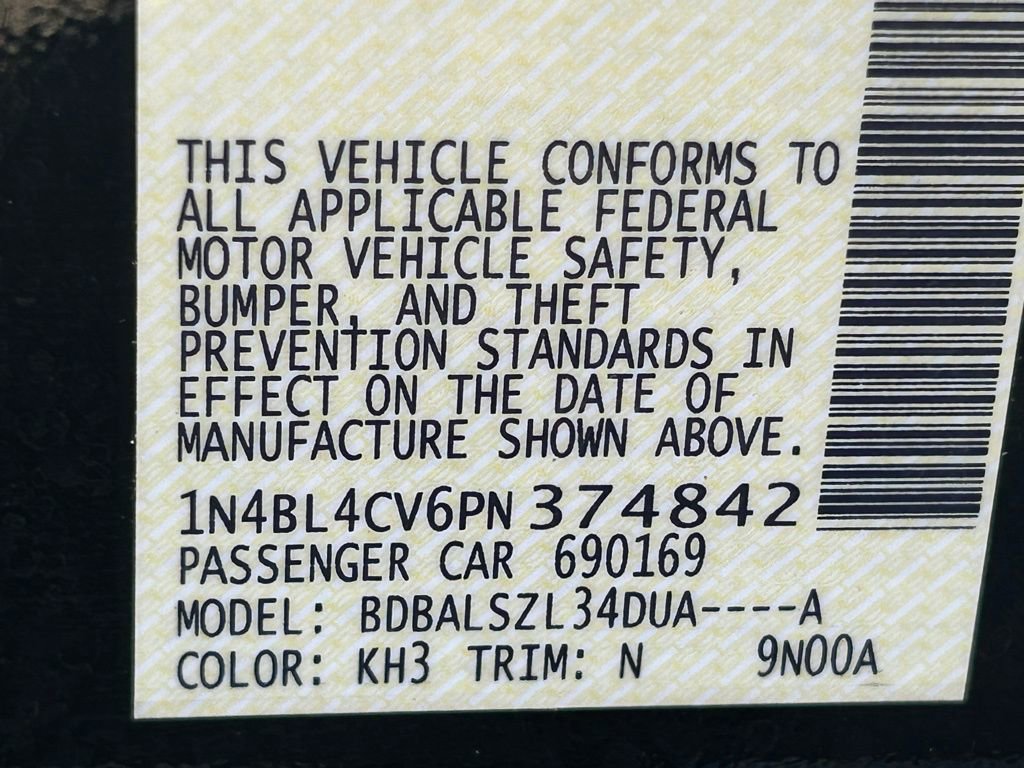 THIS VEHICLE CONFORMS TO
ALL APPLICABLE FEDERAL
MOTOR VEHICLE SAFETY,
BUMPER, AND THEFT
PREVENTION STANDARDS IN
EFFECT ON THE DATE OF
MANUFACTURE SHOWN ABOVE.
1N4BL4CV6PN374842
PASSENGER CAR 690169
MODEL: BDBALSZL34DUA----A
COLOR: KH3 TRIM: N 9N00A